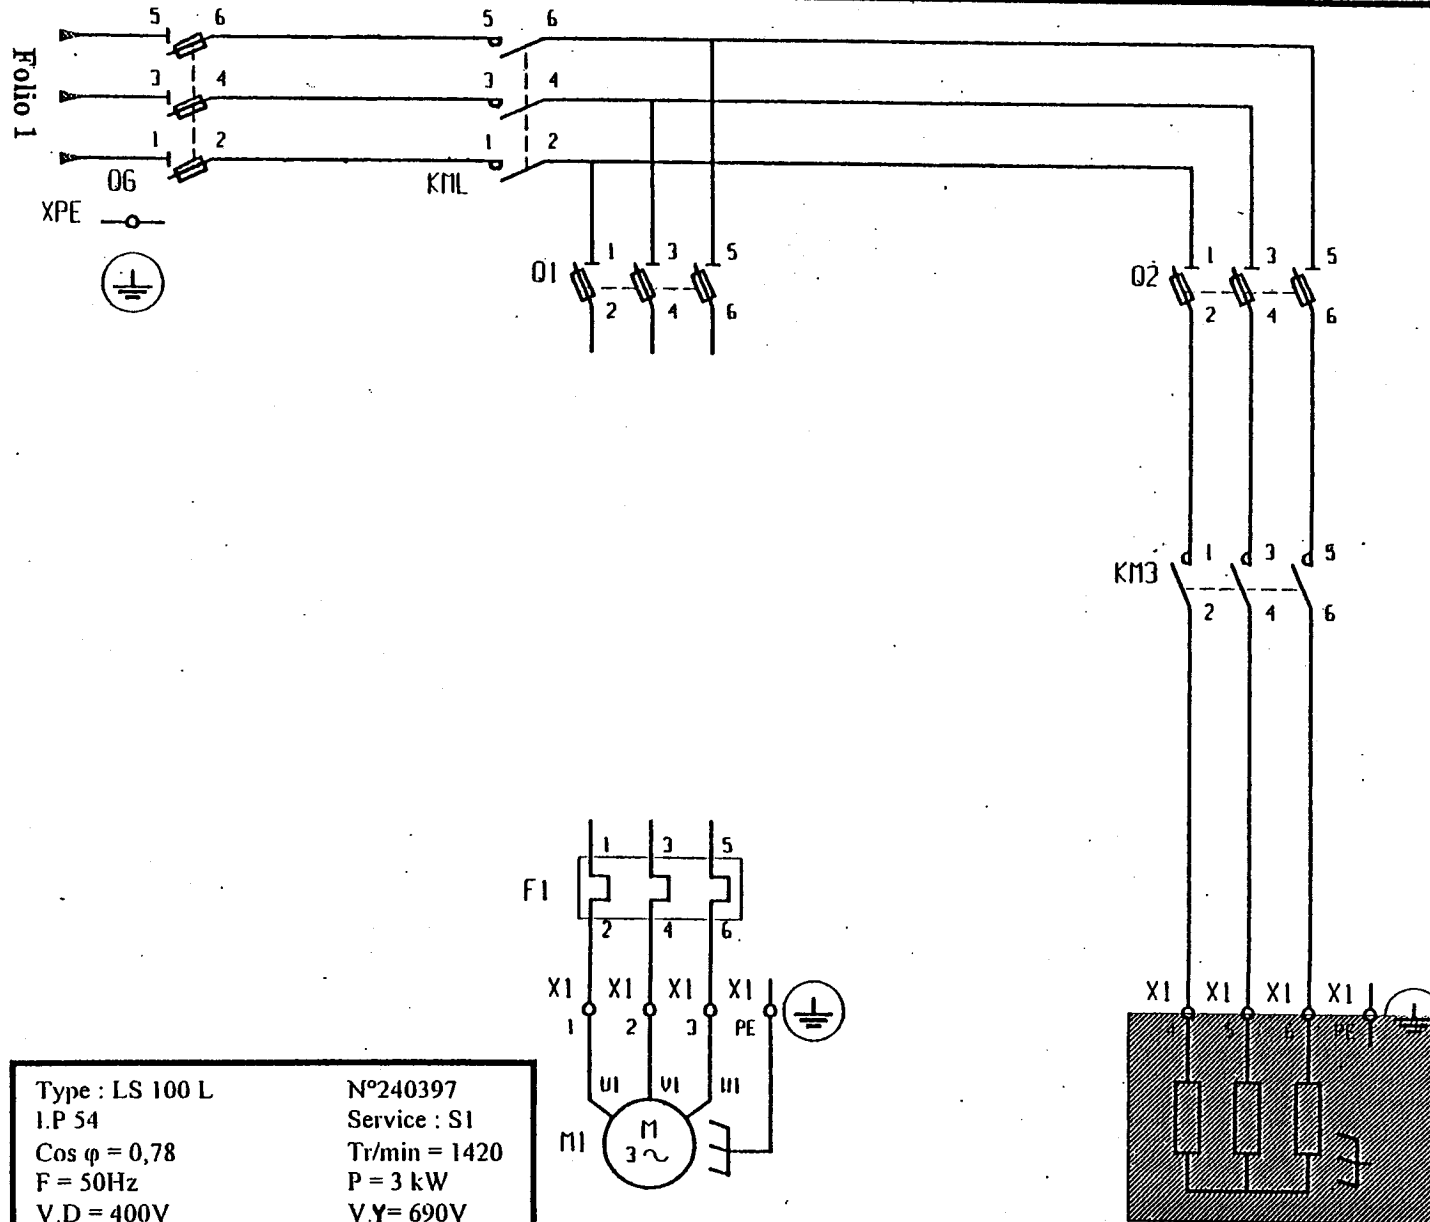 5 6 5 6
Folio 1
3 4 3 4
1 2 1 2
QG KML
XPE
Q1 1 3 5
2 4 6
Q2 1 3 5
2 4 6
KM3 1 3 5
2 4 6
1 3 5
F1
2 4 6
X1 X1 X1 X1
1 2 3 PE
U1 V1 W1
M1 M
3 ~
X1 X1 X1 X1
4 5 6 PE
Type : LS 100 L N°240397
I.P 54 Service : S1
Cos φ = 0,78 Tr/min = 1420
F = 50Hz P = 3 kW
V.D = 400V V.Y= 690V